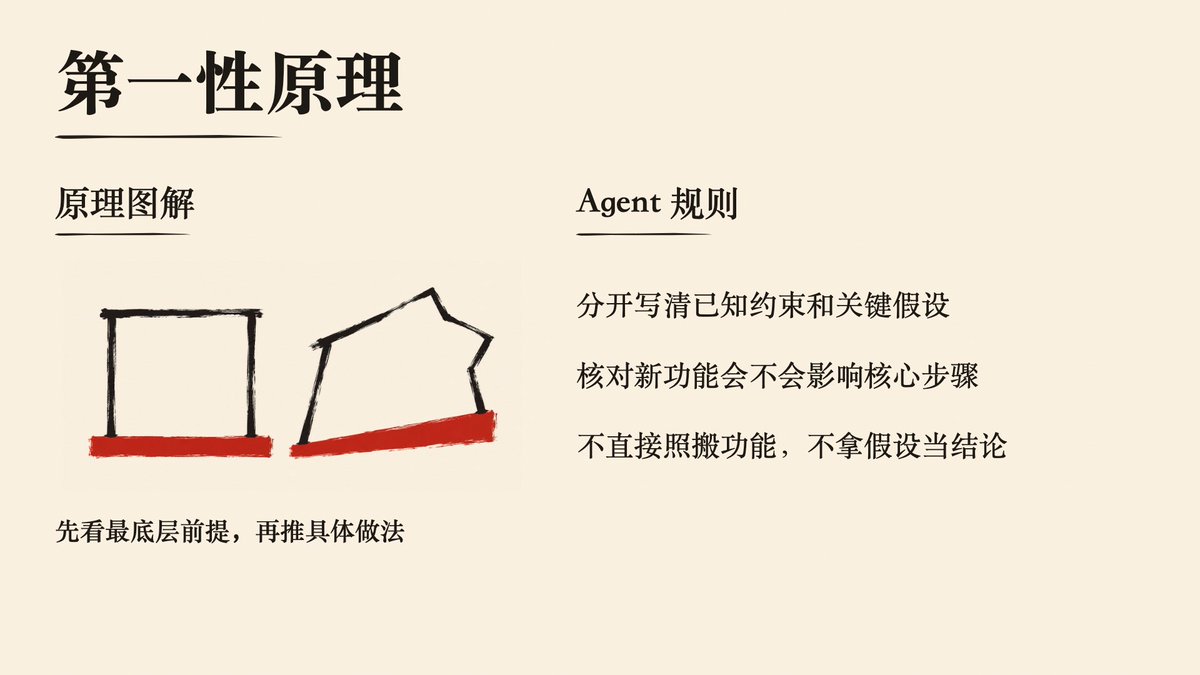 第一性原理
原理图解
先看最底层前提，再推具体做法
Agent 规则
分开写清已知约束和关键假设
核对新功能会不会影响核心步骤
不直接照搬功能，不拿假设当结论